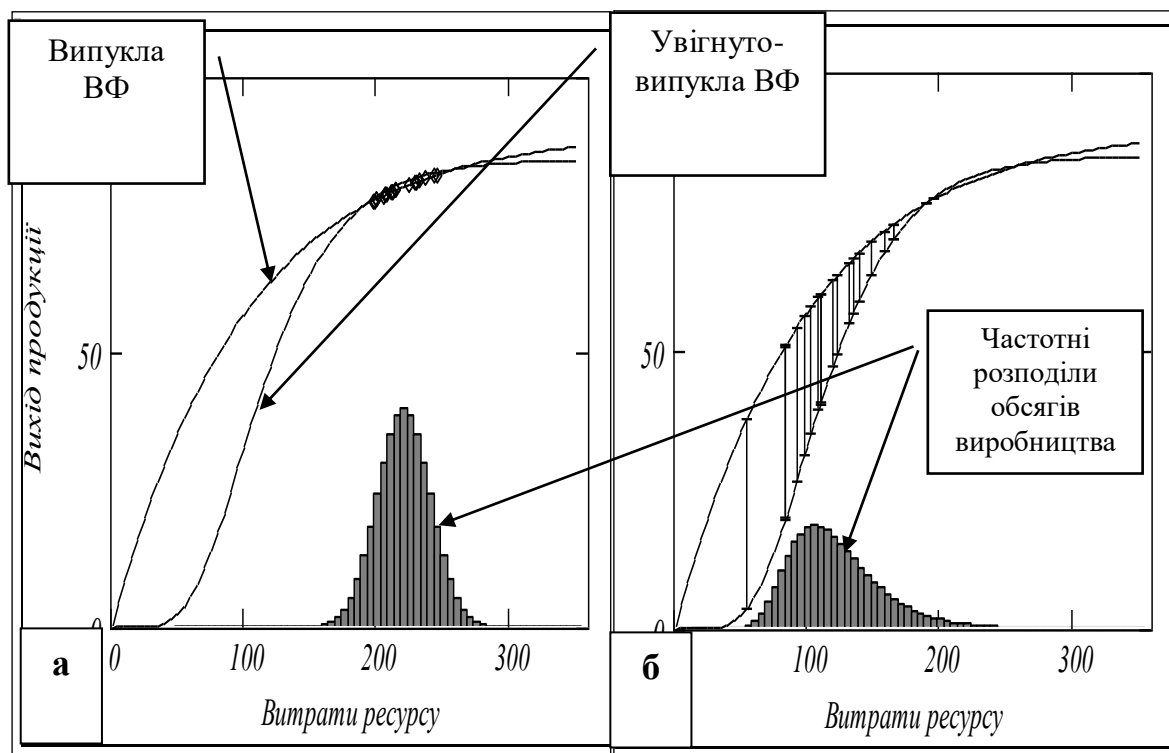 Випукла
ВФ
Увігнуто-
випукла ВФ
Вихід продукції
50
0
0
100
200
300
а
Витрати ресурсу
50
0
100
200
300
б
Витрати ресурсу
Частотні
розподіли
обсягів
виробництва